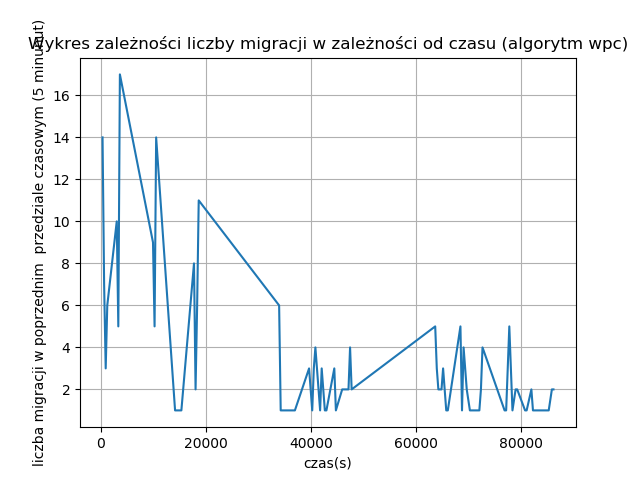 Wykres zależności liczby migracji w zależności od czasu (algorytm wpc)
liczba migracji w poprzednim przedziale czasowym (5 minut)
16
14
12
10
8
6
4
2
0 20000 40000 60000 80000
czas(s)